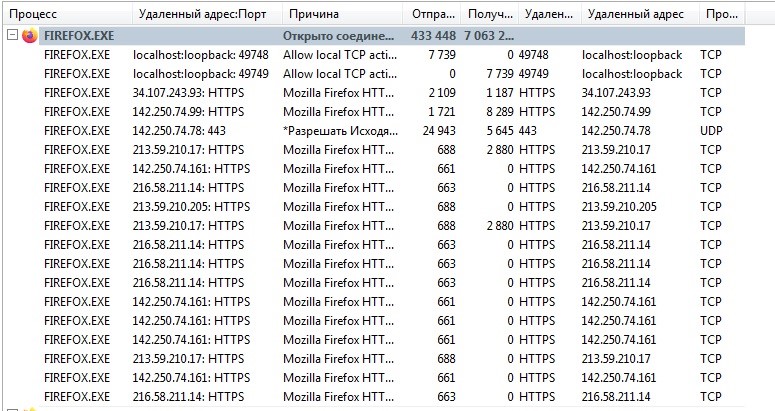 Процесс Удаленный адрес:Порт Причина Отпра... Получ... Удален... Удаленный адрес Про...
FIREFOX.EXE Открыто соедине... 433 448 7 063 2...
FIREFOX.EXE localhost:loopback: 49748 Allow local TCP acti... 7 739 0 49748 localhost:loopback TCP
FIREFOX.EXE localhost:loopback: 49749 Allow local TCP acti... 0 7 739 49749 localhost:loopback TCP
FIREFOX.EXE 34.107.243.93: HTTPS Mozilla Firefox HTT... 2 109 1 187 HTTPS 34.107.243.93 TCP
FIREFOX.EXE 142.250.74.99: HTTPS Mozilla Firefox HTT... 1 721 8 289 HTTPS 142.250.74.99 TCP
FIREFOX.EXE 142.250.74.78: 443 *Разрешать Исходя... 24 943 5 645 443 142.250.74.78 UDP
FIREFOX.EXE 213.59.210.17: HTTPS Mozilla Firefox HTT... 688 2 880 HTTPS 213.59.210.17 TCP
FIREFOX.EXE 142.250.74.161: HTTPS Mozilla Firefox HTT... 661 0 HTTPS 142.250.74.161 TCP
FIREFOX.EXE 216.58.211.14: HTTPS Mozilla Firefox HTT... 663 0 HTTPS 216.58.211.14 TCP
FIREFOX.EXE 213.59.210.205: HTTPS Mozilla Firefox HTT... 688 0 HTTPS 213.59.210.205 TCP
FIREFOX.EXE 213.59.210.17: HTTPS Mozilla Firefox HTT... 688 2 880 HTTPS 213.59.210.17 TCP
FIREFOX.EXE 216.58.211.14: HTTPS Mozilla Firefox HTT... 663 0 HTTPS 216.58.211.14 TCP
FIREFOX.EXE 216.58.211.14: HTTPS Mozilla Firefox HTT... 663 0 HTTPS 216.58.211.14 TCP
FIREFOX.EXE 216.58.211.14: HTTPS Mozilla Firefox HTT... 663 0 HTTPS 216.58.211.14 TCP
FIREFOX.EXE 142.250.74.161: HTTPS Mozilla Firefox HTT... 661 0 HTTPS 142.250.74.161 TCP
FIREFOX.EXE 142.250.74.161: HTTPS Mozilla Firefox HTT... 661 0 HTTPS 142.250.74.161 TCP
FIREFOX.EXE 142.250.74.161: HTTPS Mozilla Firefox HTT... 661 0 HTTPS 142.250.74.161 TCP
FIREFOX.EXE 213.59.210.17: HTTPS Mozilla Firefox HTT... 688 0 HTTPS 213.59.210.17 TCP
FIREFOX.EXE 142.250.74.161: HTTPS Mozilla Firefox HTT... 661 0 HTTPS 142.250.74.161 TCP
FIREFOX.EXE 216.58.211.14: HTTPS Mozilla Firefox HTT... 663 0 HTTPS 216.58.211.14 TCP